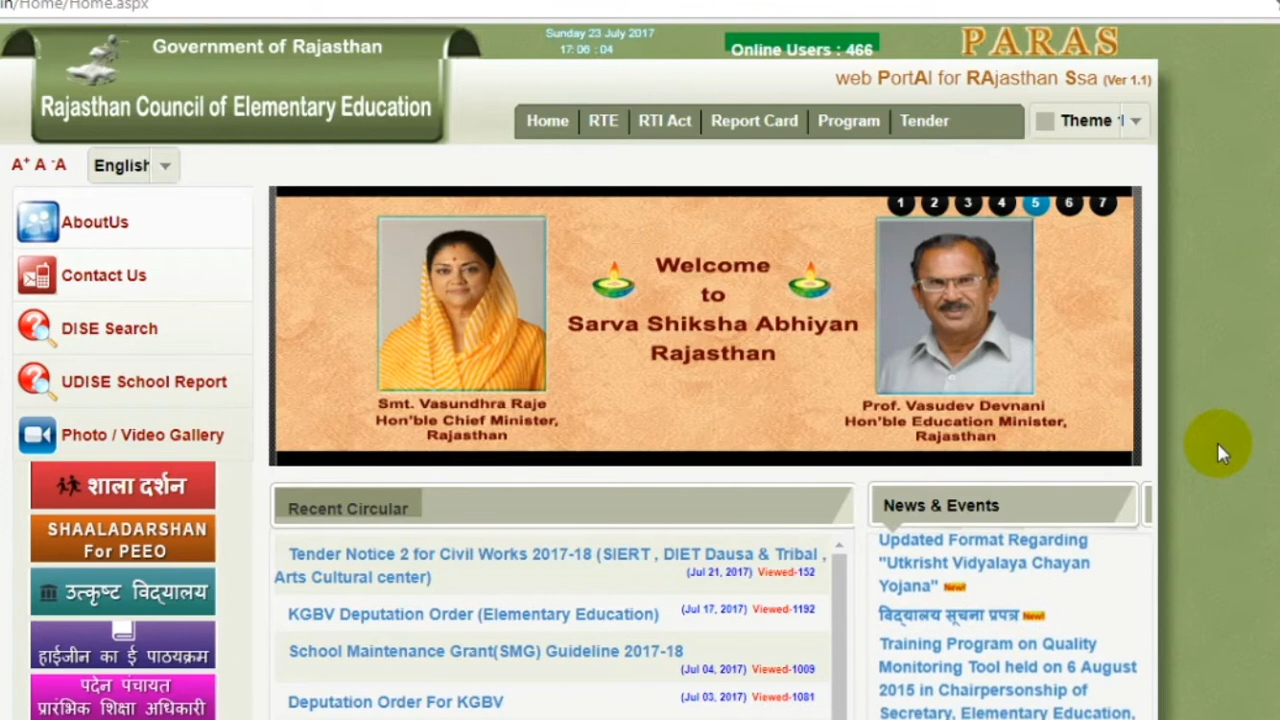 in/Home/Home.aspx
Government of Rajasthan
Rajasthan Council of Elementary Education
Sunday 23 July 2017
17:06 : 04
Online Users : 466
PARAS
web PortAl for RAjasthan Ssa (Ver 1.1)
Home RTE RTI Act Report Card Program Tender
Theme
A+ A -A
English
AboutUs
Contact Us
DISE Search
UDISE School Report
Photo / Video Gallery
शाला दर्शन
SHAALADARSHAN
For PEEO
उत्कृष्ट विद्यालय
हाईजीन का ई पाठयक्रम
पदेन पंचायत
प्रारंभिक शिक्षा अधिकारी
1 2 3 4 5 6 7
Welcome
to
Sarva Shiksha Abhiyan
Rajasthan
Smt. Vasundhra Raje
Hon'ble Chief Minister,
Rajasthan
Prof. Vasudev Devnani
Hon'ble Education Minister,
Rajasthan
Recent Circular
Tender Notice 2 for Civil Works 2017-18 (SIERT , DIET Dausa & Tribal ,
Arts Cultural center) (Jul 21, 2017) Viewed-152
KGBV Deputation Order (Elementary Education) (Jul 17, 2017) Viewed-1192
School Maintenance Grant(SMG) Guideline 2017-18
(Jul 04, 2017) Viewed-1009
Deputation Order For KGBV (Jul 03, 2017) Viewed-1081
News & Events
Updated Format Regarding
"Utkrisht Vidyalaya Chayan
Yojana" New!
विद्यालय सूचना प्रपत्र New!
Training Program on Quality
Monitoring Tool held on 6 August
2015 in Chairpersonship of
Secretary, Elementary Education,